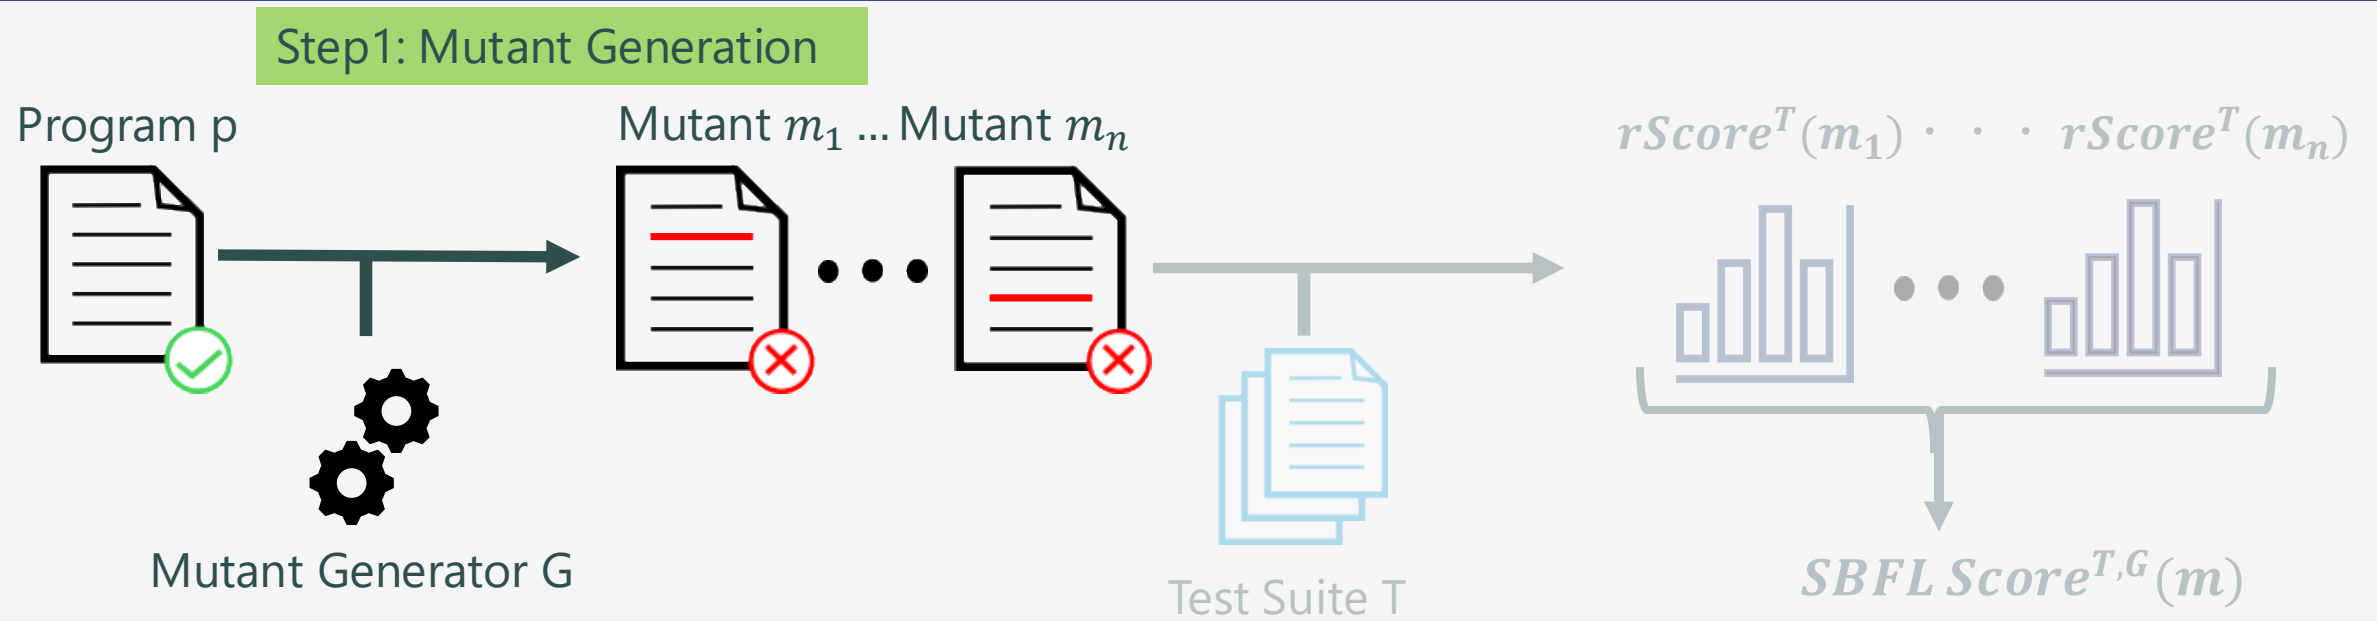 Step1: Mutant Generation
Program p
Mutant m₁ ... Mutant mₙ
rScoreᵀ(m₁) · · · rScoreᵀ(mₙ)
Mutant Generator G
Test Suite T
SBFL Scoreᵀ,ᴳ(m)